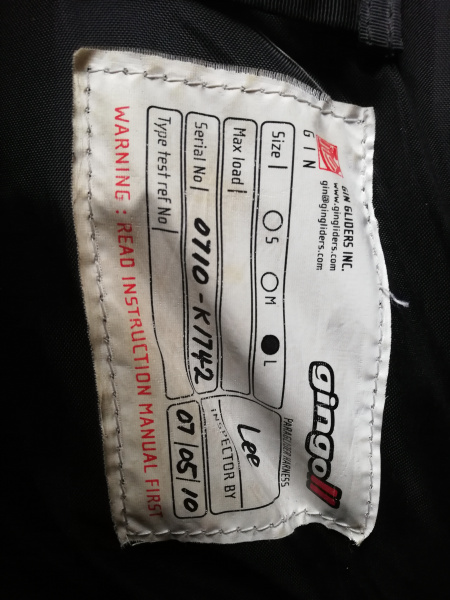 GIN
GIN GLIDERS INC.
www.gingliders.com
gin@gingliders.com
gingo II
PARAGLIDER HARNESS
Size S M L
Max load
Serial No 0710-K1742
Type test ref No
Lee
INSPECTOR BY
07/05/10
WARNING : READ INSTRUCTION MANUAL FIRST